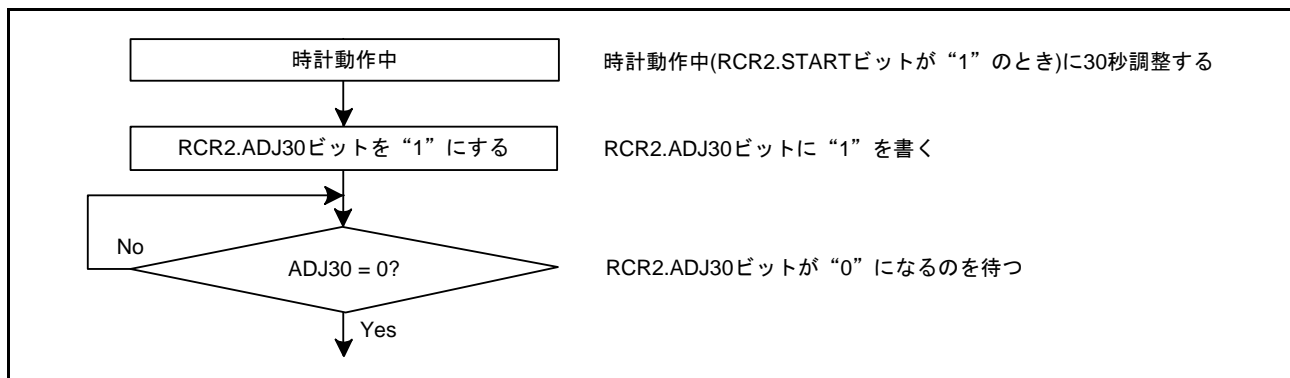 時計動作中
時計動作中(RCR2.STARTビットが“1”のとき)に30秒調整する
RCR2.ADJ30ビットを“1”にする
RCR2.ADJ30ビットに“1”を書く
No
ADJ30 = 0?
RCR2.ADJ30ビットが“0”になるのを待つ
Yes